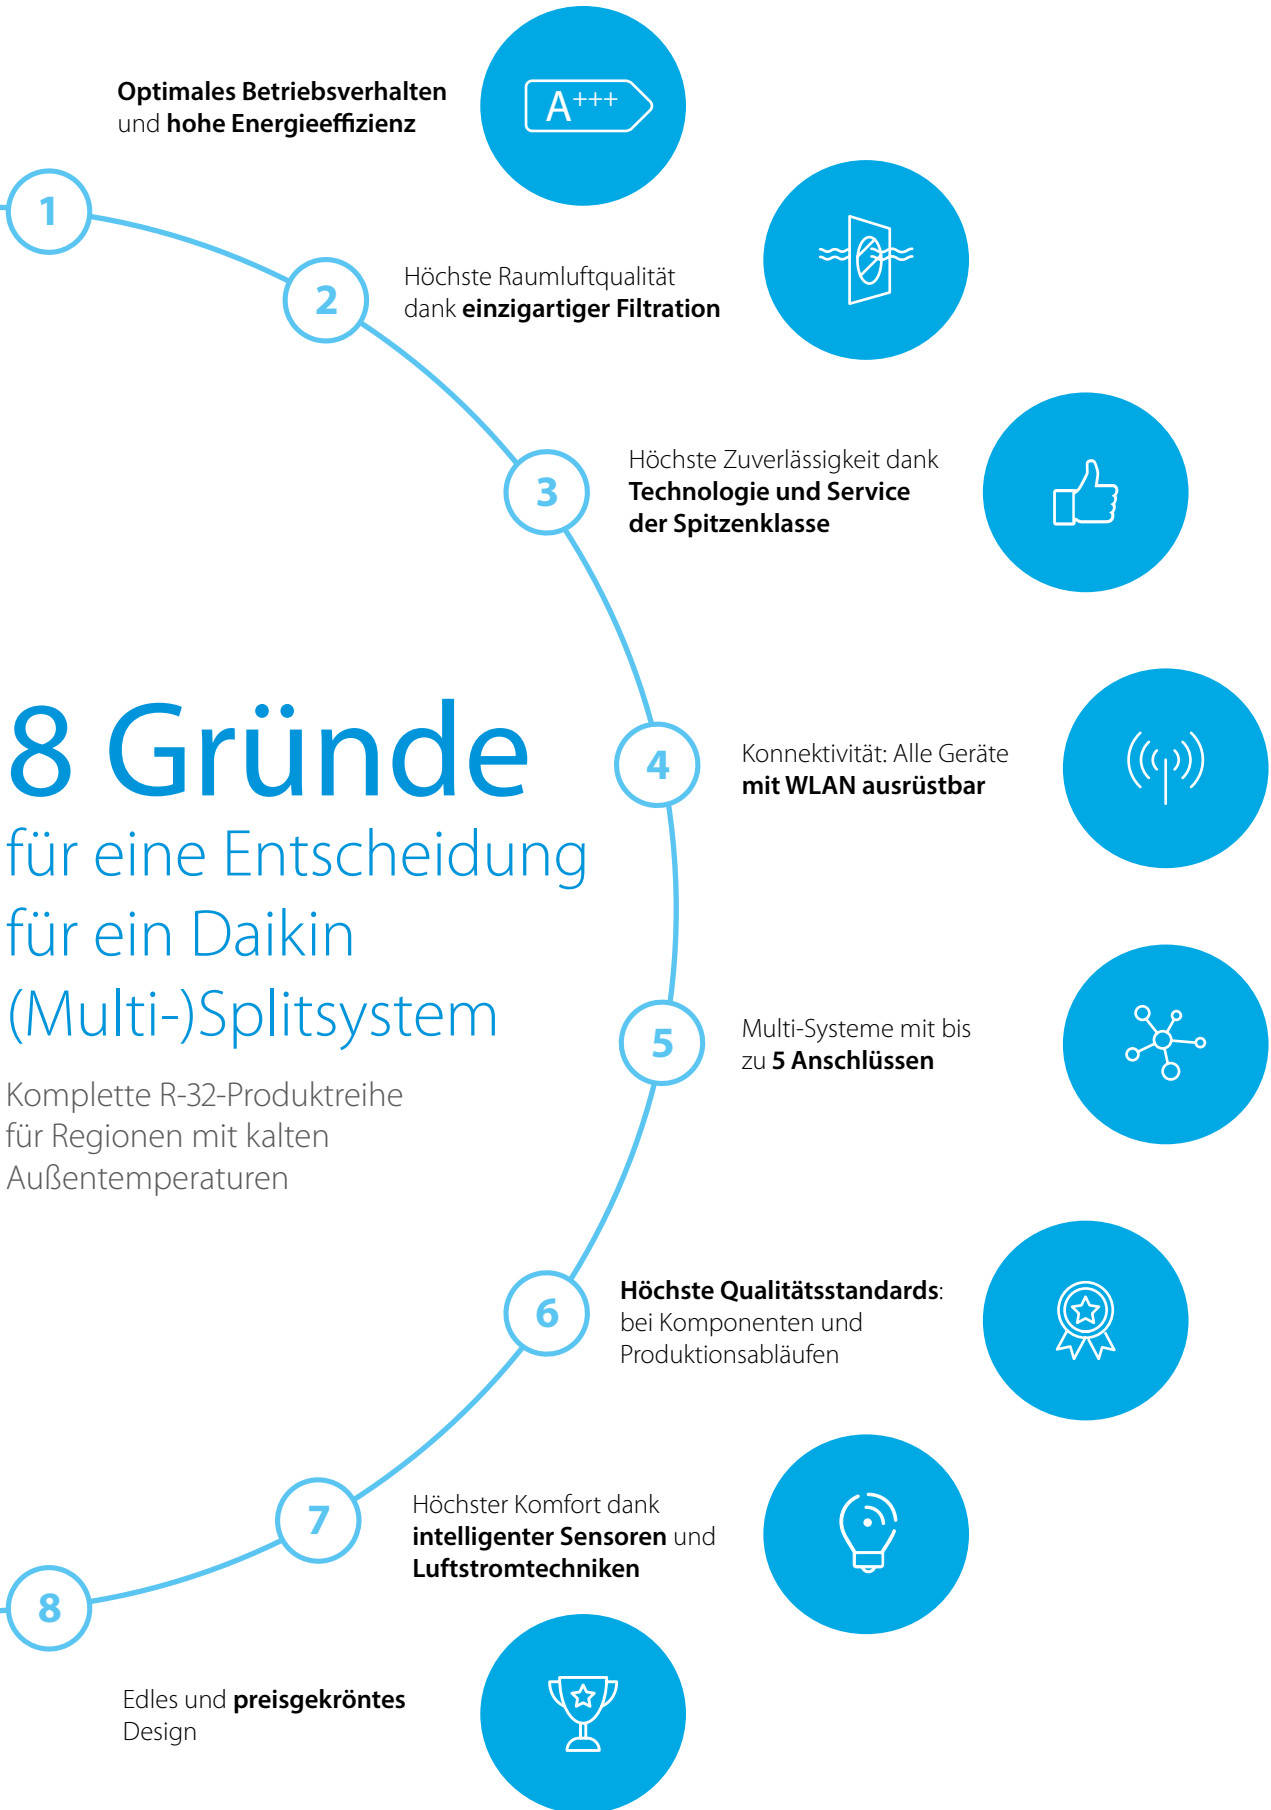 Optimales Betriebsverhalten
und hohe Energieeffizienz
A+++
1
2
Höchste Raumluftqualität
dank einzigartiger Filtration
3
Höchste Zuverlässigkeit dank
Technologie und Service
der Spitzenklasse
8 Gründe
für eine Entscheidung
für ein Daikin
(Multi-)Splitsystem
Komplette R-32-Produktreihe
für Regionen mit kalten
Außentemperaturen
4
Konnektivität: Alle Geräte
mit WLAN ausrüstbar
5
Multi-Systeme mit bis
zu 5 Anschlüssen
6
Höchste Qualitätsstandards:
bei Komponenten und
Produktionsabläufen
7
Höchster Komfort dank
intelligenter Sensoren und
Luftstromtechniken
8
Edles und preisgekröntes
Design